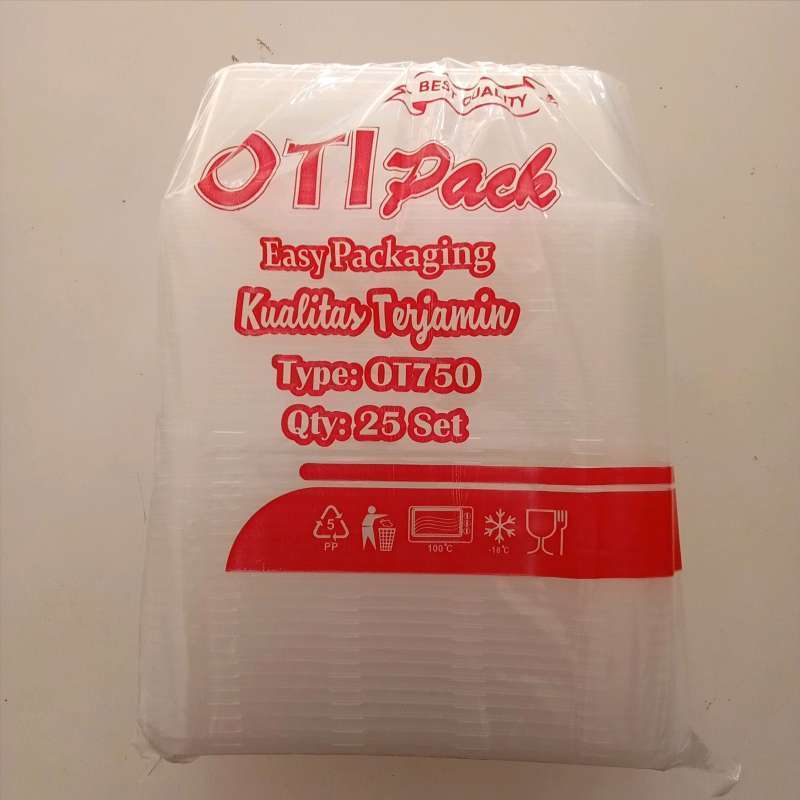 BEST QUALITY
OTI Pack
Easy Packaging
Kualitas Terjamin
Type: OT750
Qty: 25 Set
5
PP
100°C
-18°C